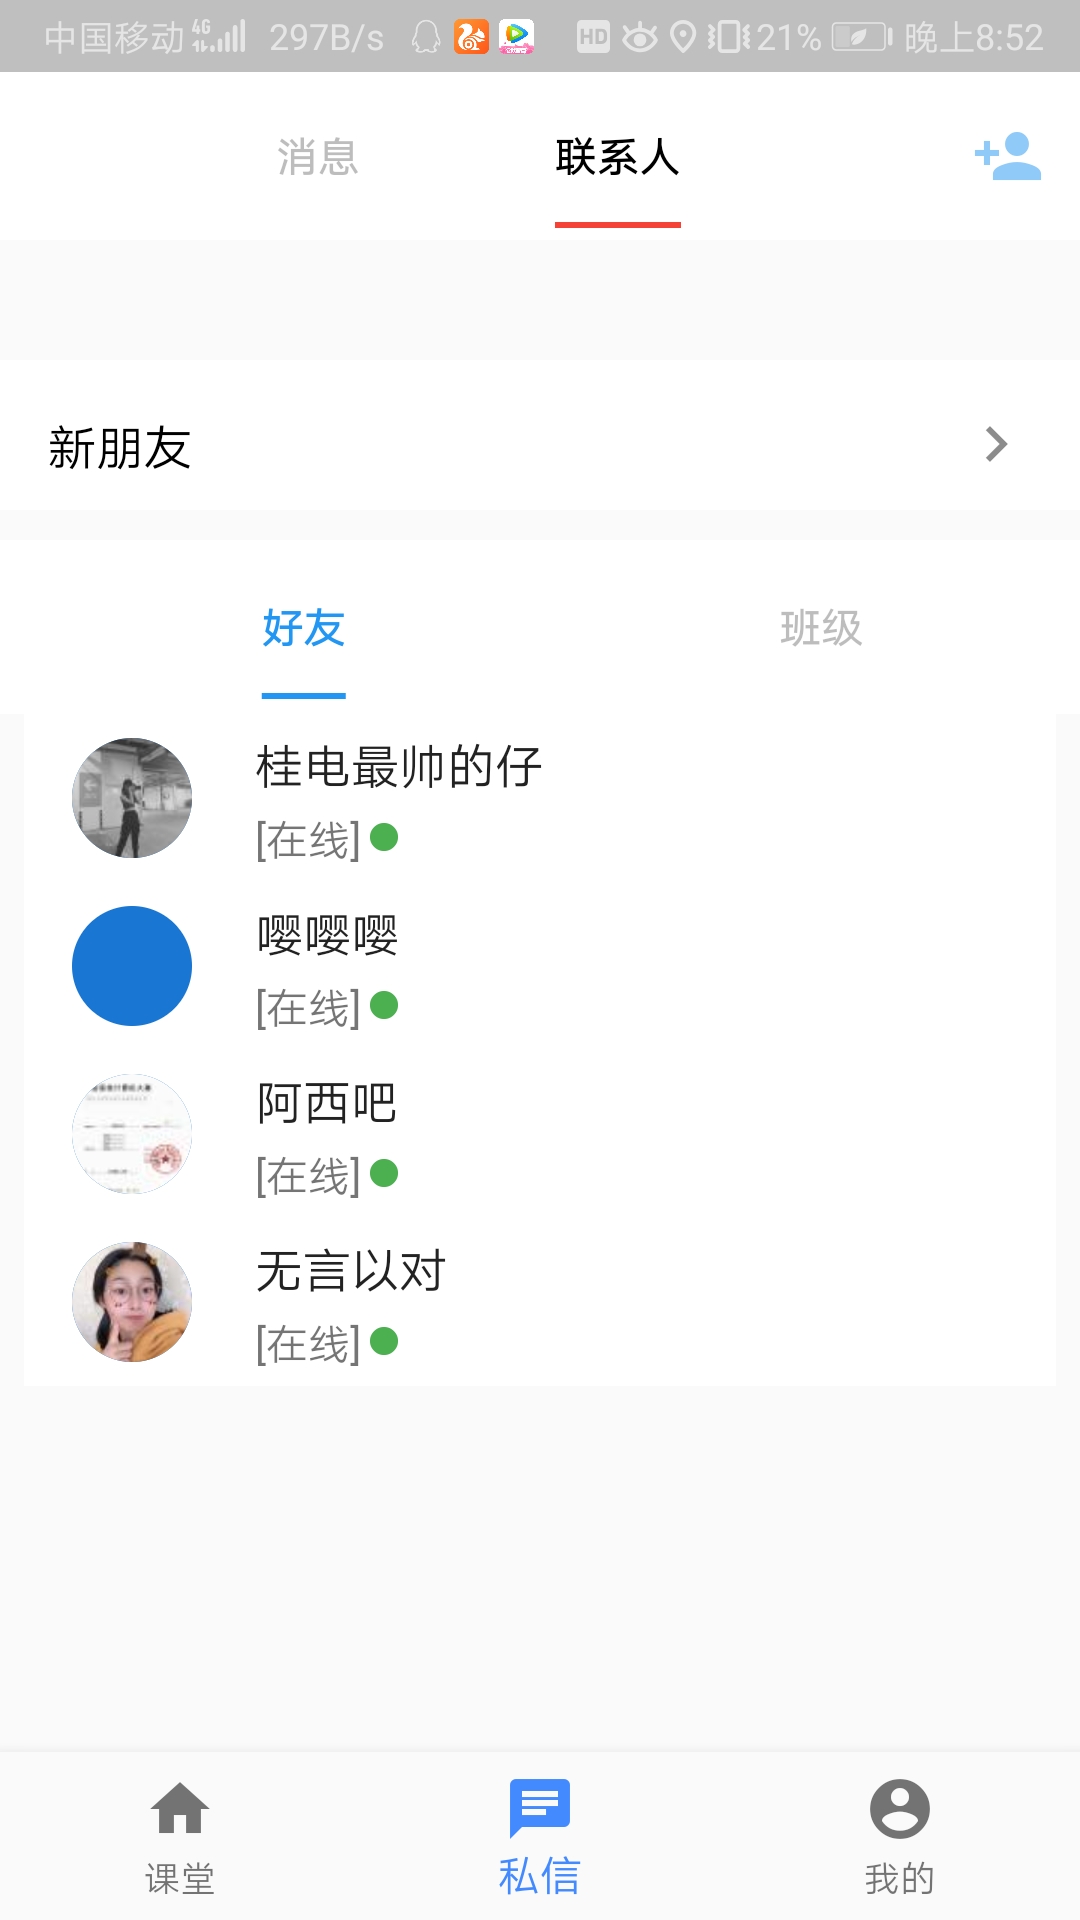 中国移动 4G 297B/s HD 21% 晚上8:52
消息 联系人
新朋友
好友 班级
桂电最帅的仔
[在线]
嘤嘤嘤
[在线]
阿西吧
[在线]
无言以对
[在线]
课堂 私信 我的